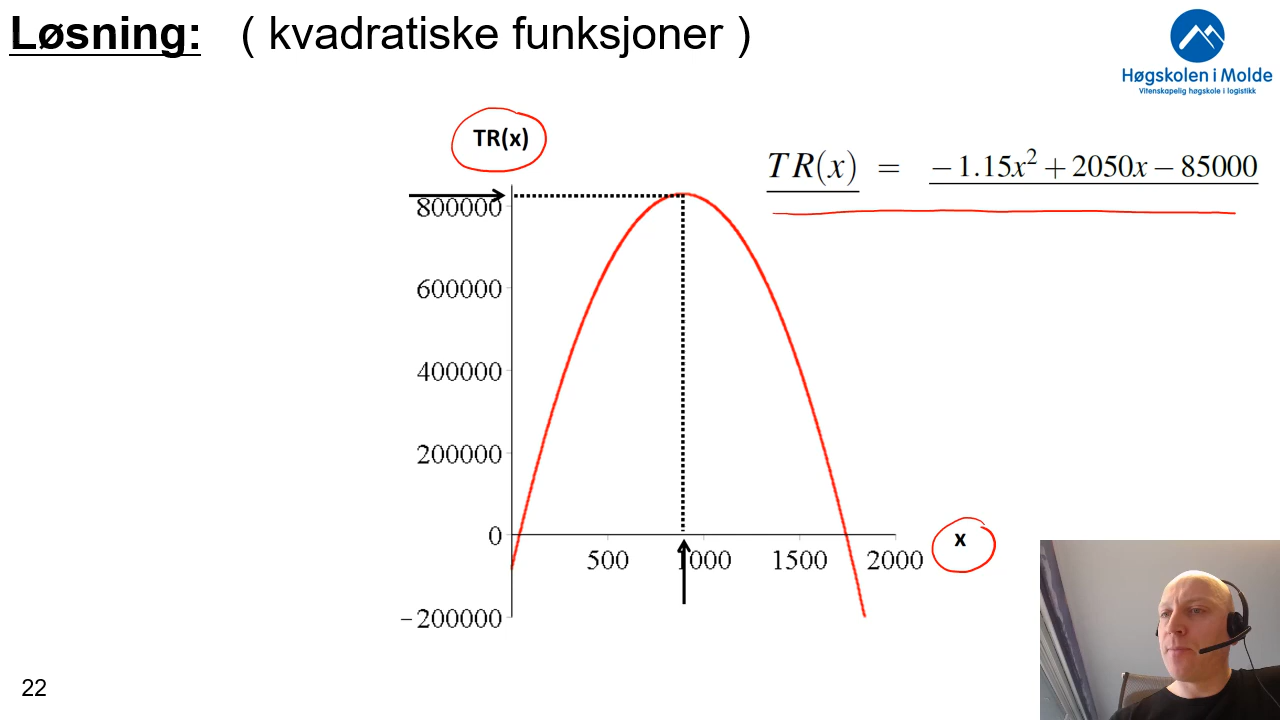 Løsning: ( kvadratiske funksjoner )
Høgskolen i Molde
Vitenskapelig høgskole i logistikk
TR(x)
TR(x) = −1.15x² + 2050x − 85000
800000
600000
400000
200000
0
500 1000 1500 2000
x
−200000
22